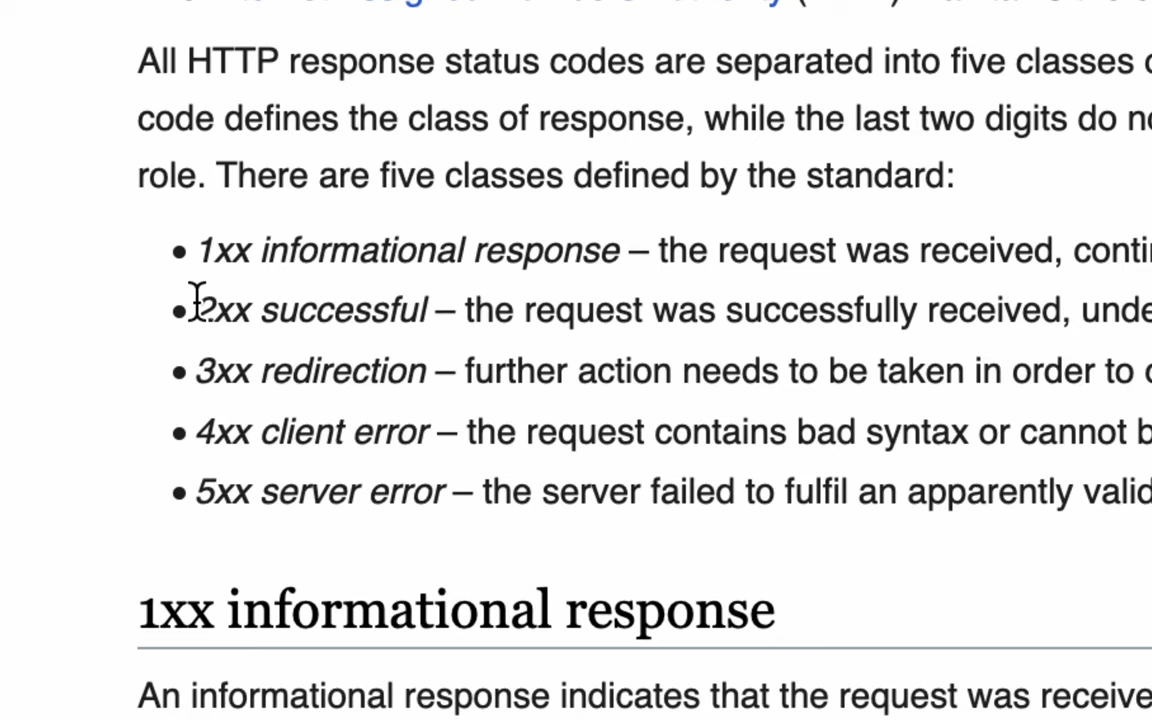 All HTTP response status codes are separated into five classes
code defines the class of response, while the last two digits do
role. There are five classes defined by the standard:
• 1xx informational response – the request was received,
• 2xx successful – the request was successfully received,
• 3xx redirection – further action needs to be taken in order to
• 4xx client error – the request contains bad syntax or cannot
• 5xx server error – the server failed to fulfil an apparently valid
1xx informational response
An informational response indicates that the request was